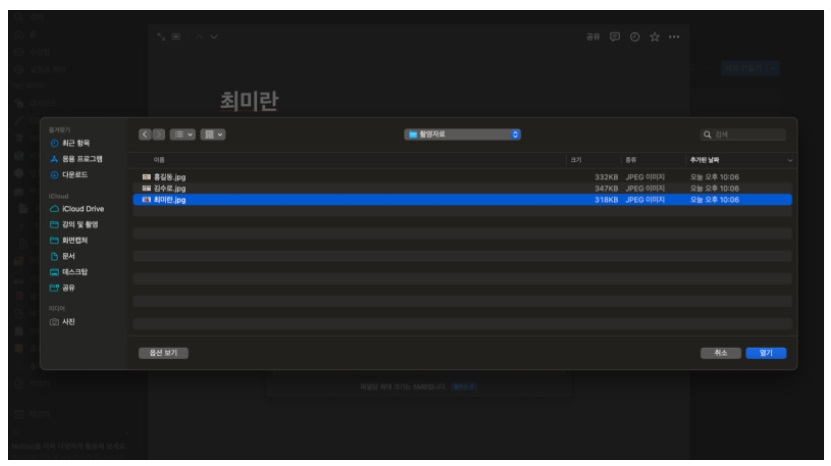 공유
최미란
즐겨찾기
최근 항목
응용 프로그램
다운로드
iCloud
iCloud Drive
강의 및 촬영
화면캡쳐
문서
데스크탑
공유
미디어
사진
촬영자료
검색
이름 크기 종류 추가된 날짜
홍길동.jpg 332KB JPEG 이미지 오늘 오후 10:06
김수로.jpg 347KB JPEG 이미지 오늘 오후 10:06
최미란.jpg 318KB JPEG 이미지 오늘 오후 10:06
옵션 보기
취소
열기